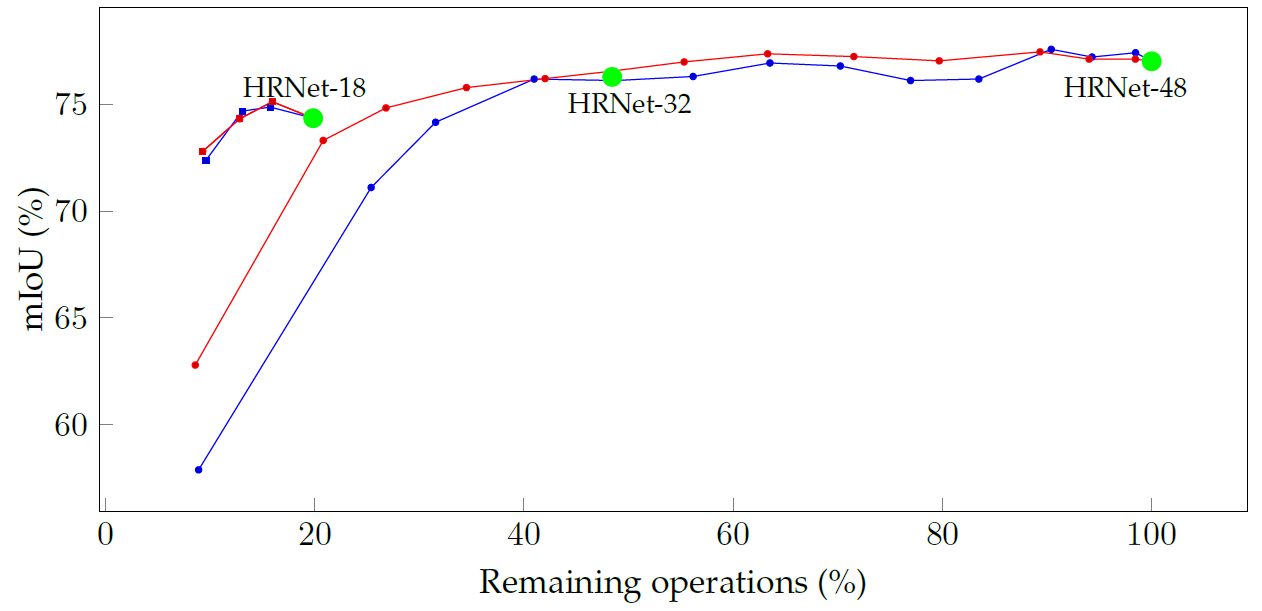 HRNet-18
HRNet-32
HRNet-48
75
70
65
60
mIoU (%)
0 20 40 60 80 100
Remaining operations (%)